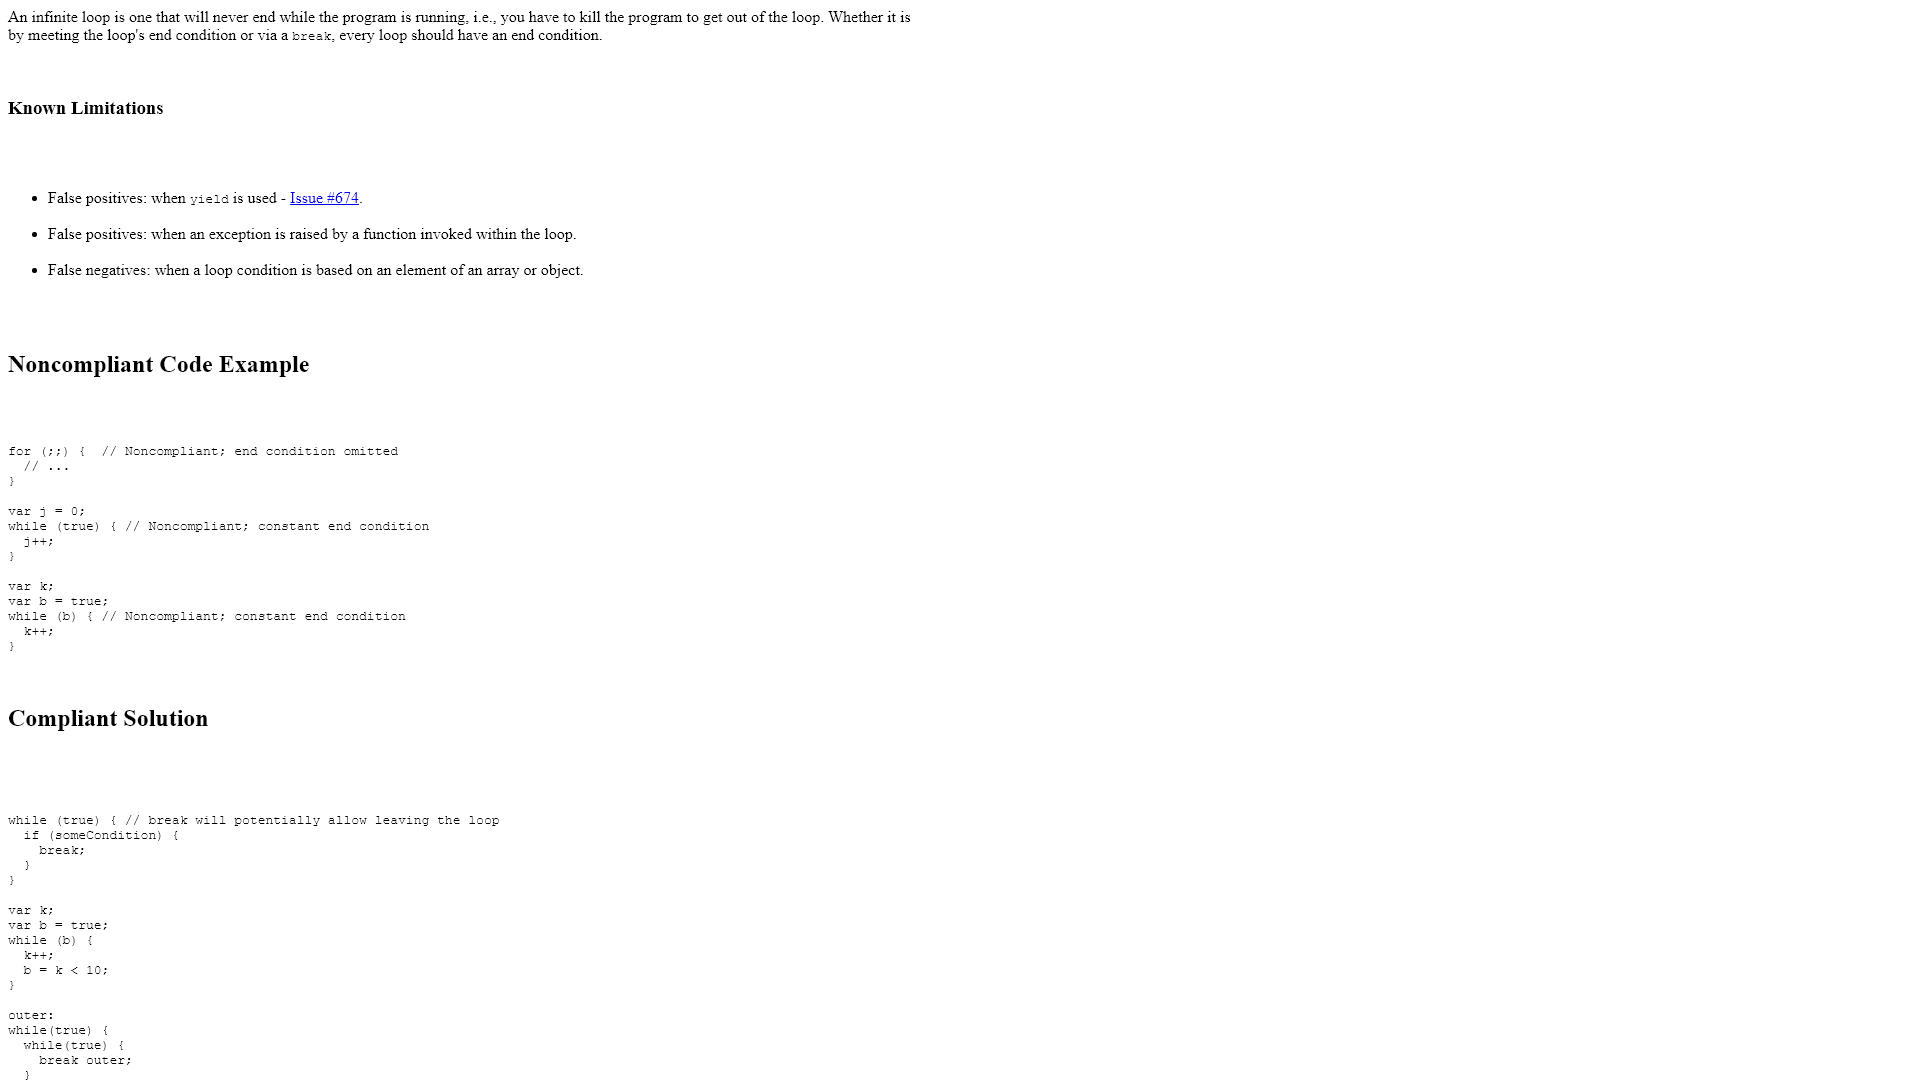 An infinite loop is one that will never end while the program is running, i.e., you have to kill the program to get out of the loop. Whether it is
by meeting the loop's end condition or via a break, every loop should have an end condition.
Known Limitations
• False positives: when yield is used - Issue #674.
• False positives: when an exception is raised by a function invoked within the loop.
• False negatives: when a loop condition is based on an element of an array or object.
Noncompliant Code Example
for (;;) {  // Noncompliant; end condition omitted
  // ...
}
var j = 0;
while (true) { // Noncompliant; constant end condition
  j++;
}
var k;
var b = true;
while (b) { // Noncompliant; constant end condition
  k++;
}
Compliant Solution
while (true) { // break will potentially allow leaving the loop
  if (someCondition) {
    break;
  }
}
var k;
var b = true;
while (b) {
  k++;
  b = k < 10;
}
outer:
while(true) {
  while(true) {
    break outer;
  }